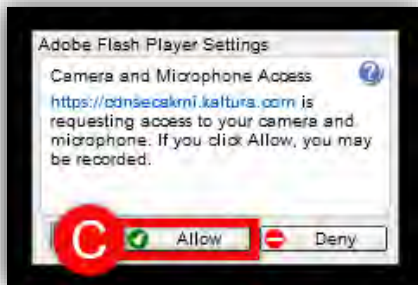 Adobe Flash Player Settings
Camera and Microphone Access
https://cdnsecakmi.kaltura.com is
requesting access to your camera and
microphone. If you click Allow, you may
be recorded.
C Allow Deny